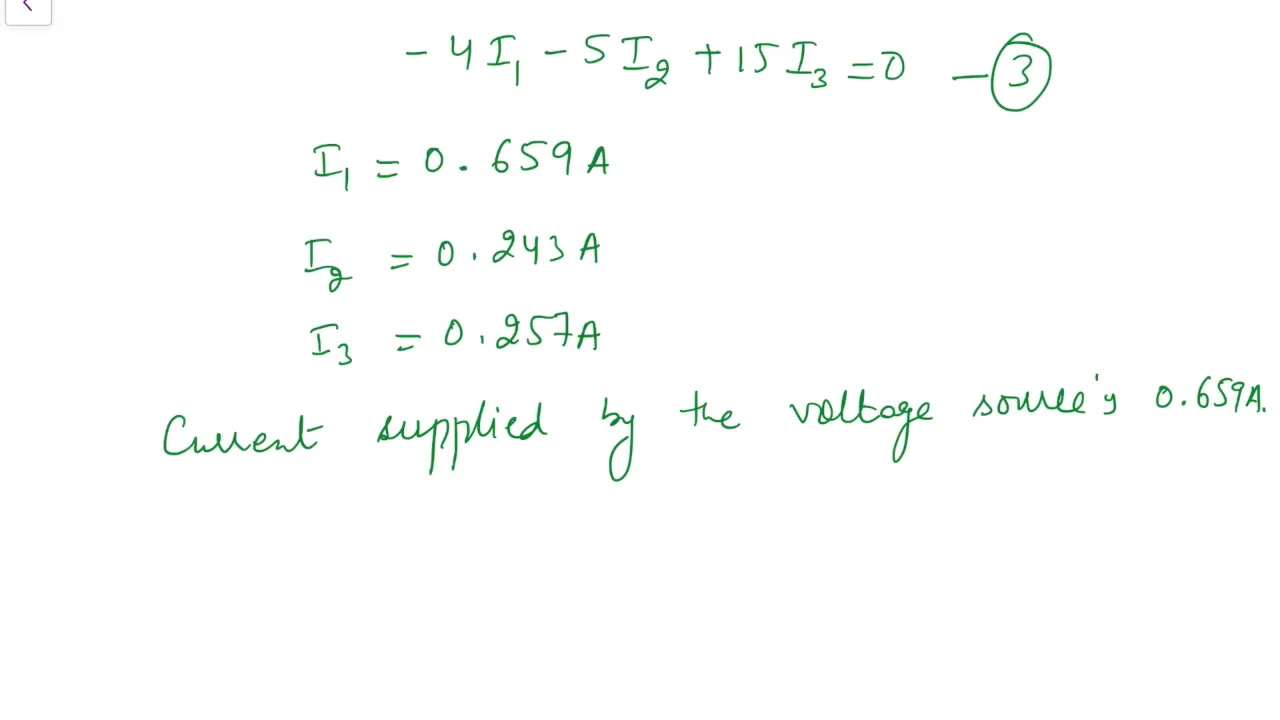 - 4I₁ - 5I₂ + 15I₃ = 0 - ③
I₁ = 0.659A
I₂ = 0.243A
I₃ = 0.257A
Current supplied by the voltage source is 0.659A.